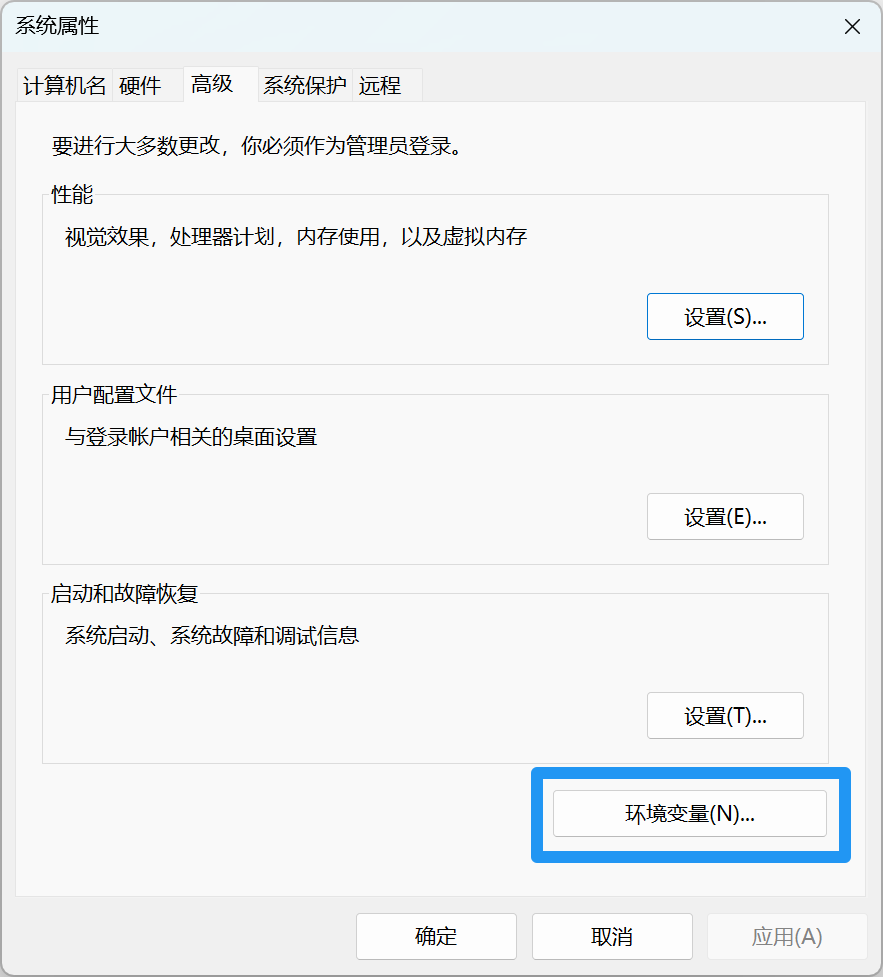 系统属性
计算机名 硬件 高级 系统保护 远程
要进行大多数更改，你必须作为管理员登录。
性能
视觉效果，处理器计划，内存使用，以及虚拟内存
设置(S)...
用户配置文件
与登录帐户相关的桌面设置
设置(E)...
启动和故障恢复
系统启动、系统故障和调试信息
设置(T)...
环境变量(N)...
确定 取消 应用(A)